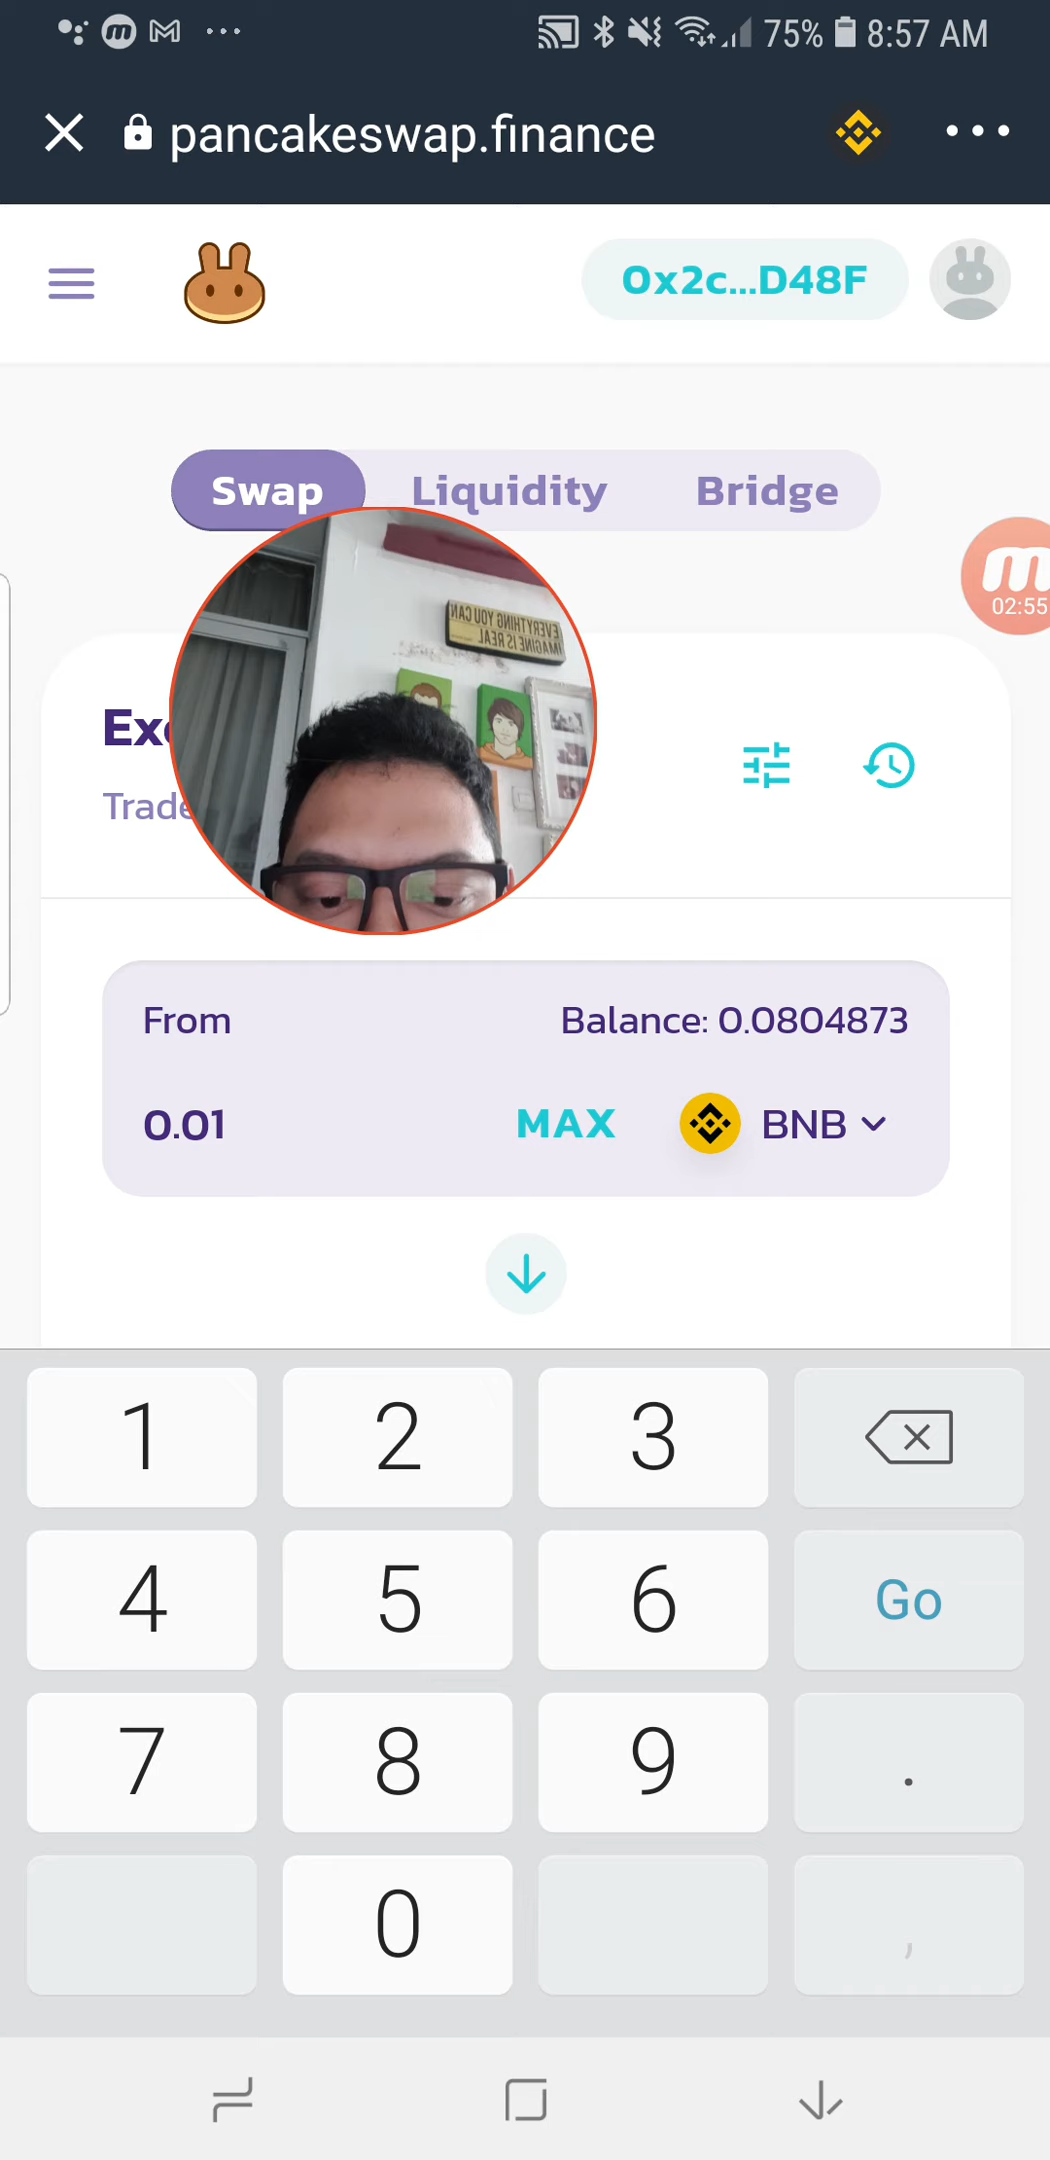 75% 8:57 AM
pancakeswap.finance
0x2c...D48F
Swap Liquidity Bridge
EVERYTHING YOU CAN
IMAGINE IS REAL
02:55
Exc
Trade
From Balance: 0.0804873
0.01 MAX BNB
1 2 3
4 5 6 Go
7 8 9 .
0 ,